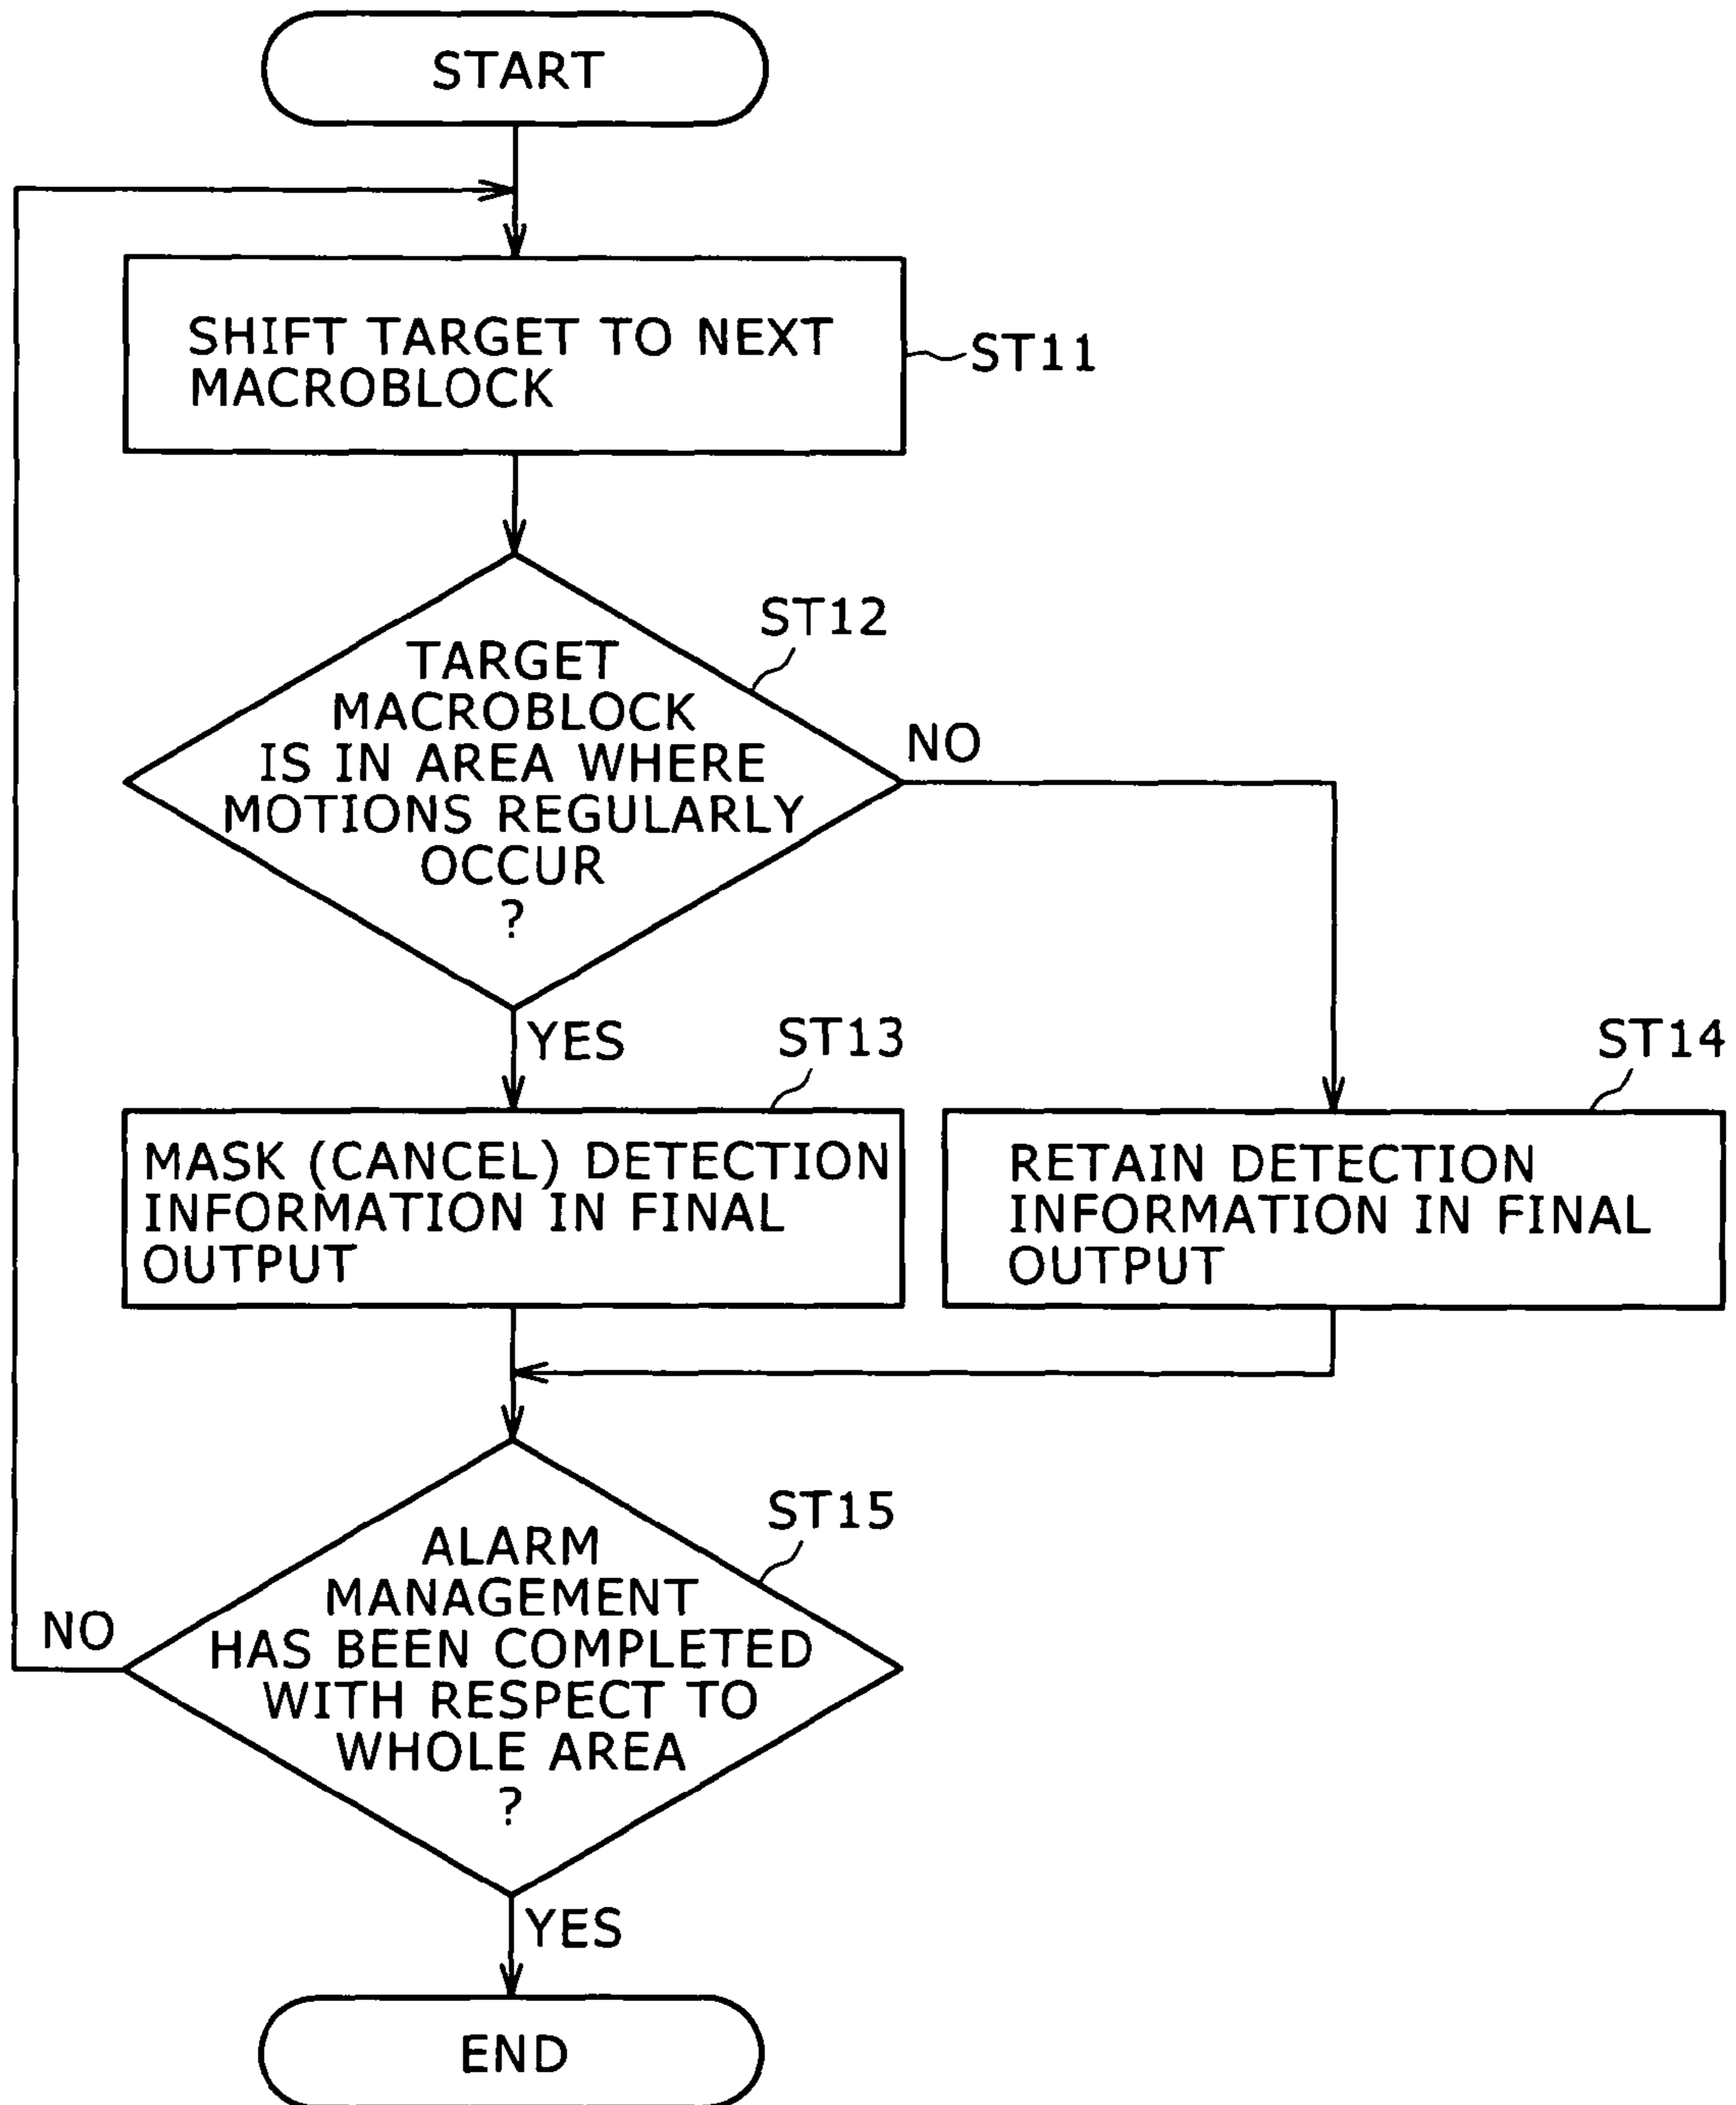 START
SHIFT TARGET TO NEXT
MACROBLOCK
ST11
ST12
TARGET
MACROBLOCK
IS IN AREA WHERE
MOTIONS REGULARLY
OCCUR
?
NO
YES
ST13
ST14
MASK (CANCEL) DETECTION
INFORMATION IN FINAL
OUTPUT
RETAIN DETECTION
INFORMATION IN FINAL
OUTPUT
ST15
ALARM
MANAGEMENT
HAS BEEN COMPLETED
WITH RESPECT TO
WHOLE AREA
?
NO
YES
END